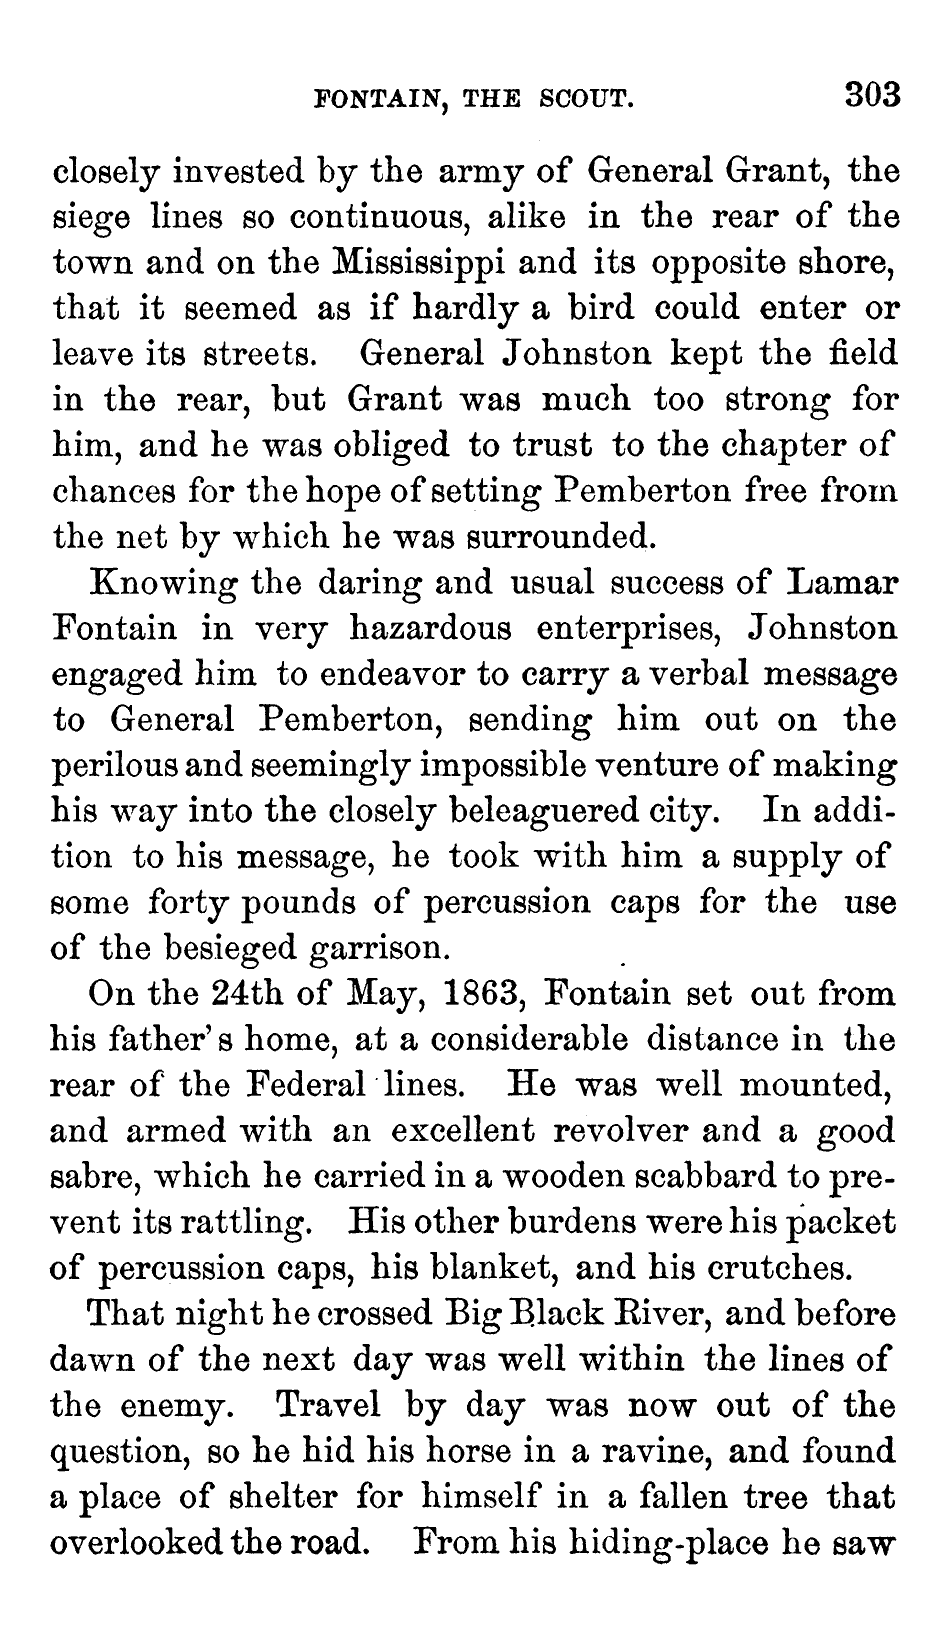 FONTAIN, THE SCOUT. 303
closely invested by the army of General Grant, the
siege lines so continuous, alike in the rear of the
town and on the Mississippi and its opposite shore,
that it seemed as if hardly a bird could enter or
leave its streets. General Johnston kept the field
in the rear, but Grant was much too strong for
him, and he was obliged to trust to the chapter of
chances for the hope of setting Pemberton free from
the net by which he was surrounded.
Knowing the daring and usual success of Lamar
Fontain in very hazardous enterprises, Johnston
engaged him to endeavor to carry a verbal message
to General Pemberton, sending him out on the
perilous and seemingly impossible venture of making
his way into the closely beleaguered city. In addi-
tion to his message, he took with him a supply of
some forty pounds of percussion caps for the use
of the besieged garrison.
On the 24th of May, 1863, Fontain set out from
his father's home, at a considerable distance in the
rear of the Federal lines. He was well mounted,
and armed with an excellent revolver and a good
sabre, which he carried in a wooden scabbard to pre-
vent its rattling. His other burdens were his packet
of percussion caps, his blanket, and his crutches.
That night he crossed Big Black River, and before
dawn of the next day was well within the lines of
the enemy. Travel by day was now out of the
question, so he hid his horse in a ravine, and found
a place of shelter for himself in a fallen tree that
overlooked the road. From his hiding-place he saw